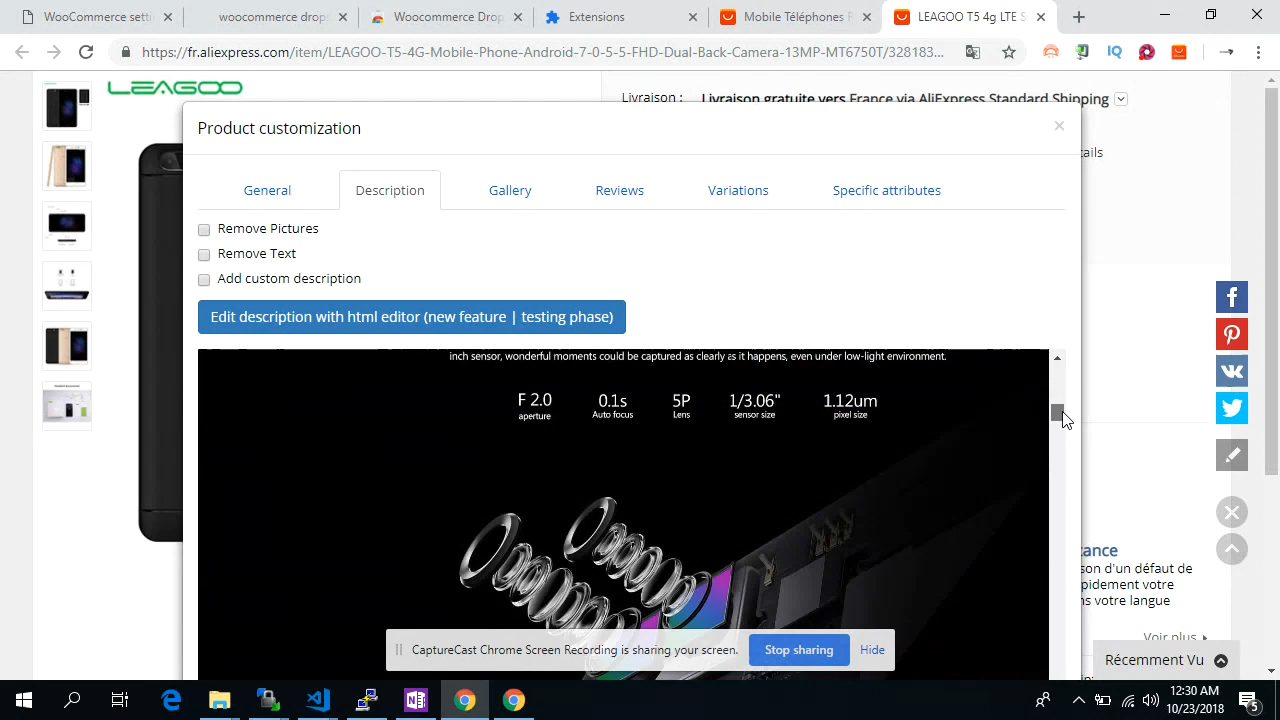 WooCommerce setti
woocommerce drops
Woocommerce Drop
Extensions
Mobile Téléphones P
LEAGOO T5 4g LTE S
https://fr.aliexpress.com/item/LEAGOO-T5-4G-Mobile-Phone-Android-7-0-5-5-FHD-Dual-Back-Camera-13MP-MT6750T/328183...
IQ
LEAGOO
Livraison : Livraison gratuite vers France via AliExpress Standard Shipping
Product customization
tails
General
Description
Gallery
Reviews
Variations
Specific attributes
Remove Pictures
Remove Text
Add custom description
Edit description with html editor (new feature | testing phase)
inch sensor, wonderful moments could be captured as clearly as it happens, even under low-light environment.
F 2.0 0.1s 5P 1/3.06" 1.12um
aperture Auto focus Lens sensor size pixel size
tance
son d'un défaut de
pidement votre
ns votre langue
Voir plus
CaptureCast Chrome Screen Recording is sharing your screen.
Stop sharing
Hide
Récemment Vu
12:30 AM
10/23/2018
5